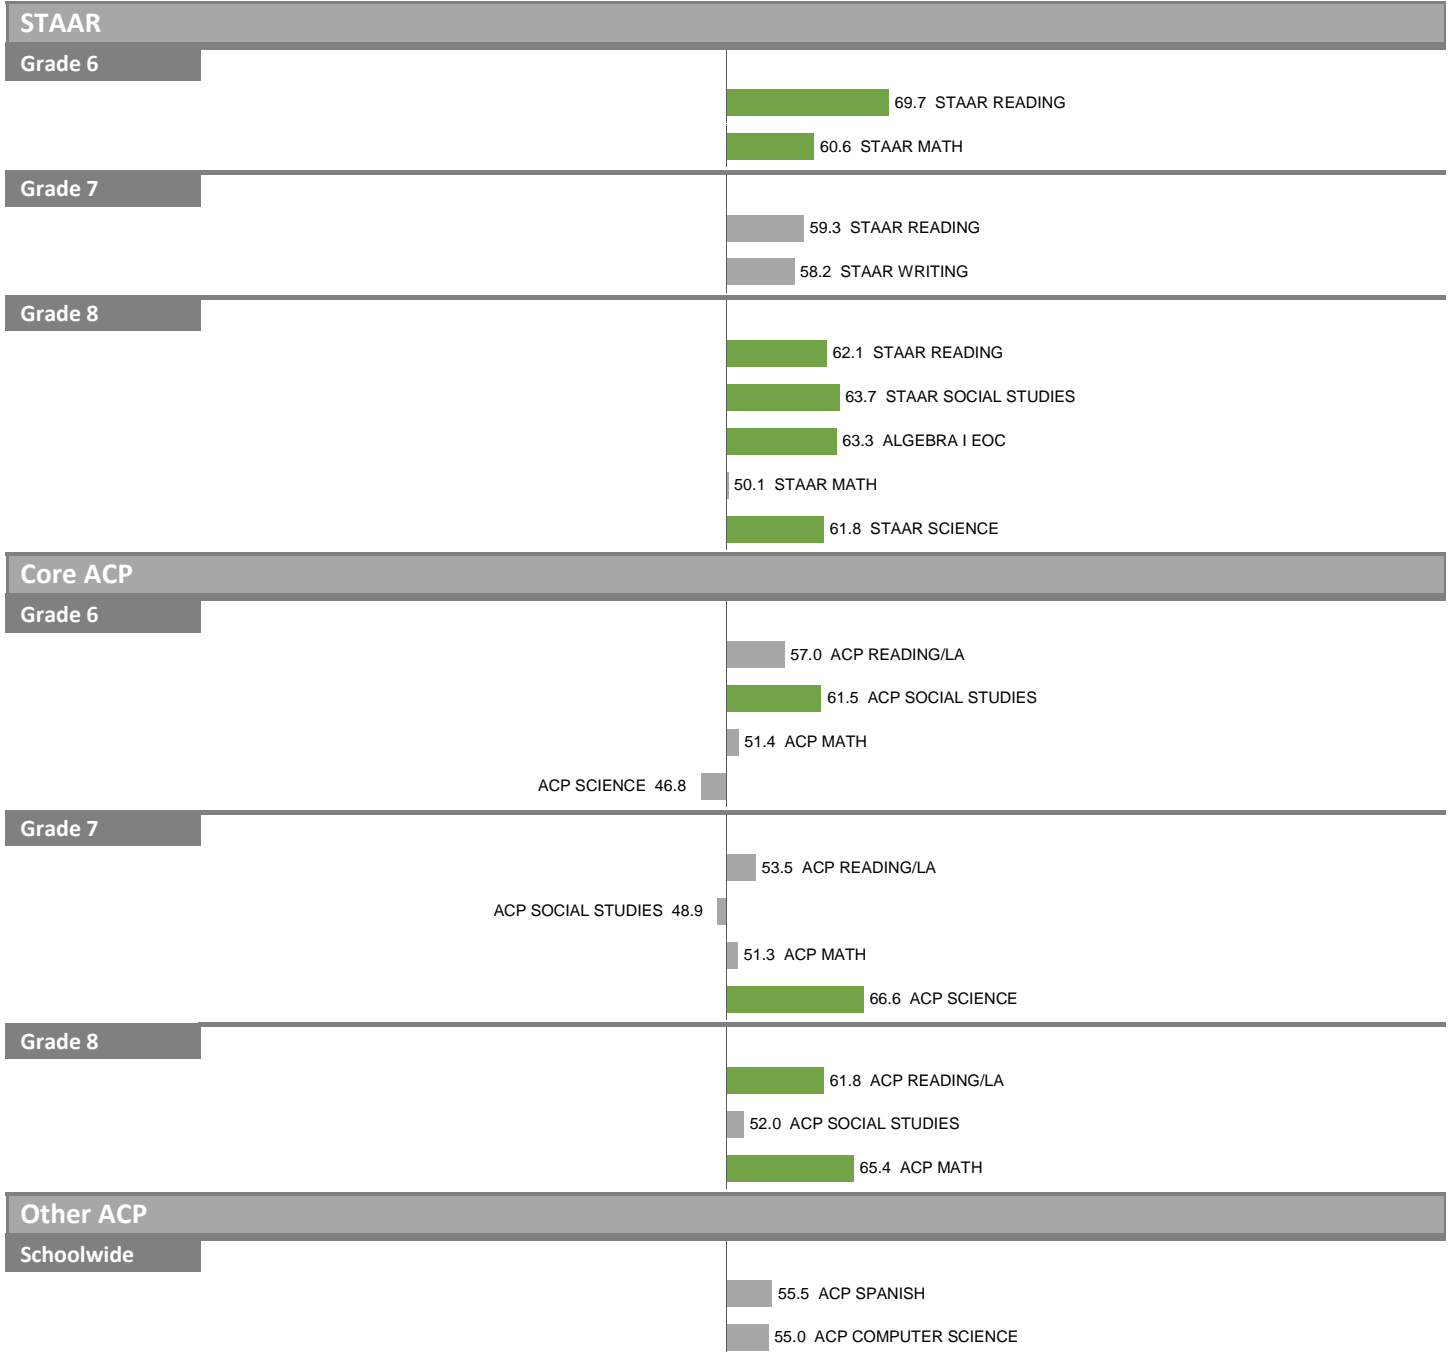 STAAR
Grade 6
69.7 STAAR READING
60.6 STAAR MATH
Grade 7
59.3 STAAR READING
58.2 STAAR WRITING
Grade 8
62.1 STAAR READING
63.7 STAAR SOCIAL STUDIES
63.3 ALGEBRA I EOC
50.1 STAAR MATH
61.8 STAAR SCIENCE
Core ACP
Grade 6
57.0 ACP READING/LA
61.5 ACP SOCIAL STUDIES
51.4 ACP MATH
ACP SCIENCE 46.8
Grade 7
53.5 ACP READING/LA
ACP SOCIAL STUDIES 48.9
51.3 ACP MATH
66.6 ACP SCIENCE
Grade 8
61.8 ACP READING/LA
52.0 ACP SOCIAL STUDIES
65.4 ACP MATH
Other ACP
Schoolwide
55.5 ACP SPANISH
55.0 ACP COMPUTER SCIENCE